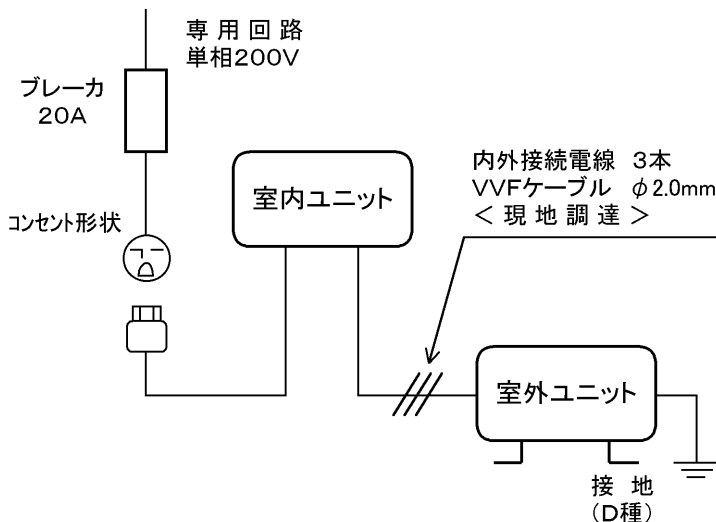 専用回路
単相200V
ブレーカ
20A
コンセント形状
室内ユニット
内外接続電線 3本
VVFケーブル φ2.0mm
<現地調達>
室外ユニット
接地
(D種)